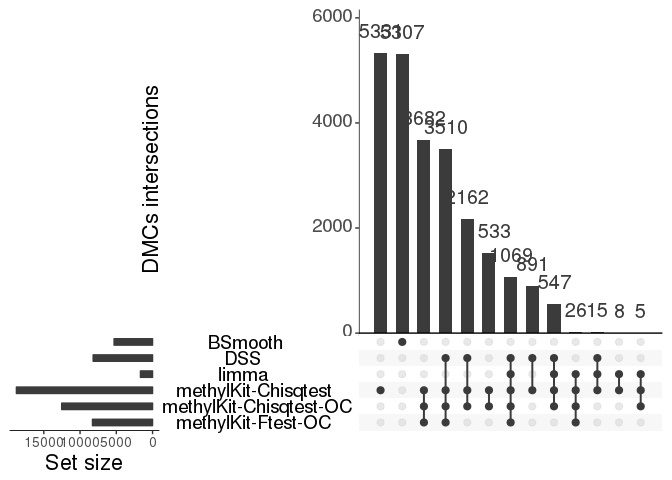 6000
4000
2000
0
DMCs intersections
5331
5307
3682
3510
2162
533
1069
891
547
26
15
8
5
BSmooth
DSS
limma
methylKit-Chisqtest
methylKit-Chisqtest-OC
methylKit-Ftest-OC
15000 10000 5000 0
Set size